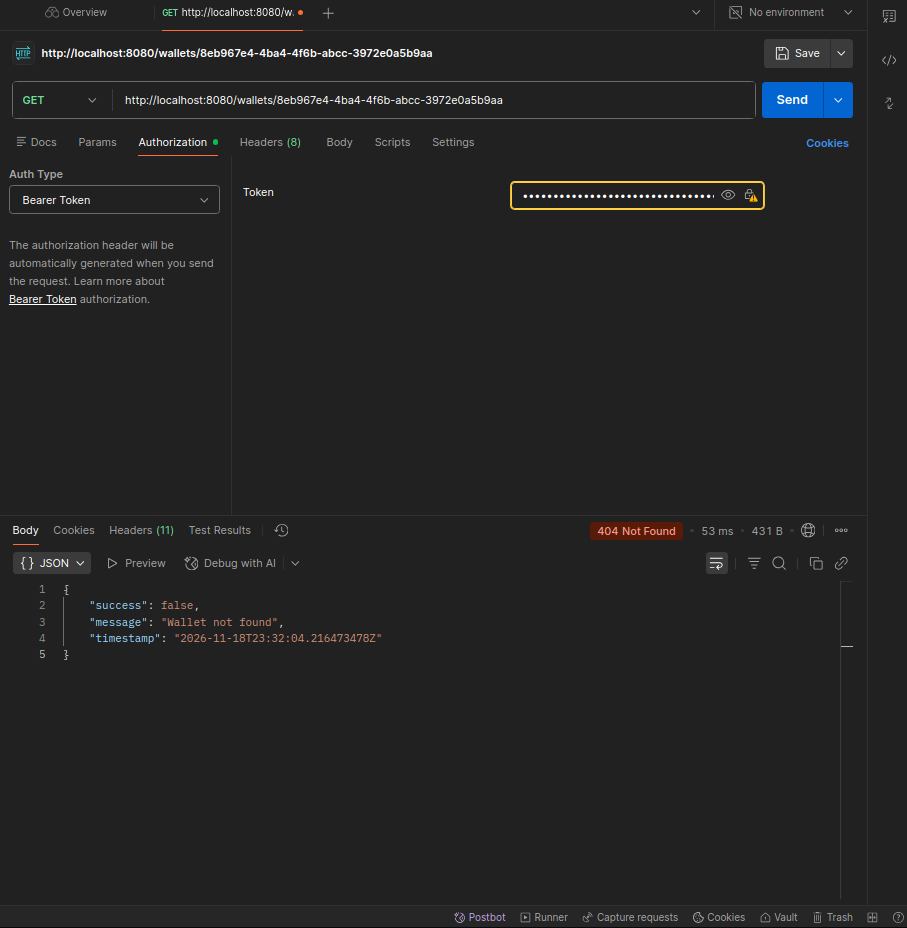 Overview
GET http://localhost:8080/w.
No environment
HTTP
http://localhost:8080/wallets/8eb967e4-4ba4-4f6b-abcc-3972e0a5b9aa
Save
GET
http://localhost:8080/wallets/8eb967e4-4ba4-4f6b-abcc-3972e0a5b9aa
Send
Docs
Params
Authorization
Headers (8)
Body
Scripts
Settings
Cookies
Auth Type
Bearer Token
Token
••••••••••••••••••••••••••••••••
The authorization header will be
automatically generated when you send
the request. Learn more about
Bearer Token authorization.
Body
Cookies
Headers (11)
Test Results
404 Not Found
53 ms
431 B
{ } JSON
Preview
Debug with AI
1 {
2 "success": false,
3 "message": "Wallet not found",
4 "timestamp": "2026-11-18T23:32:04.216473478Z"
5 }
Postbot
Runner
Capture requests
Cookies
Vault
Trash